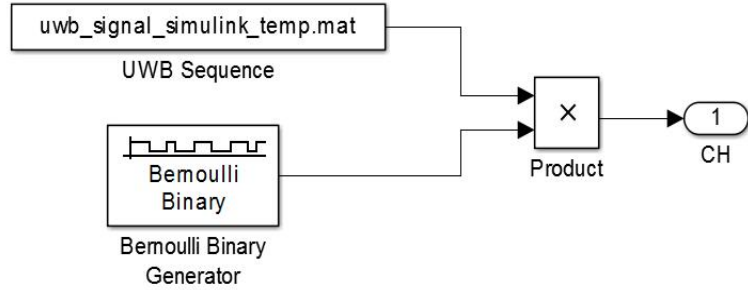 uwb_signal_simulink_temp.mat
UWB Sequence
Bernoulli
Binary
Bernoulli Binary
Generator
×
Product
1
CH